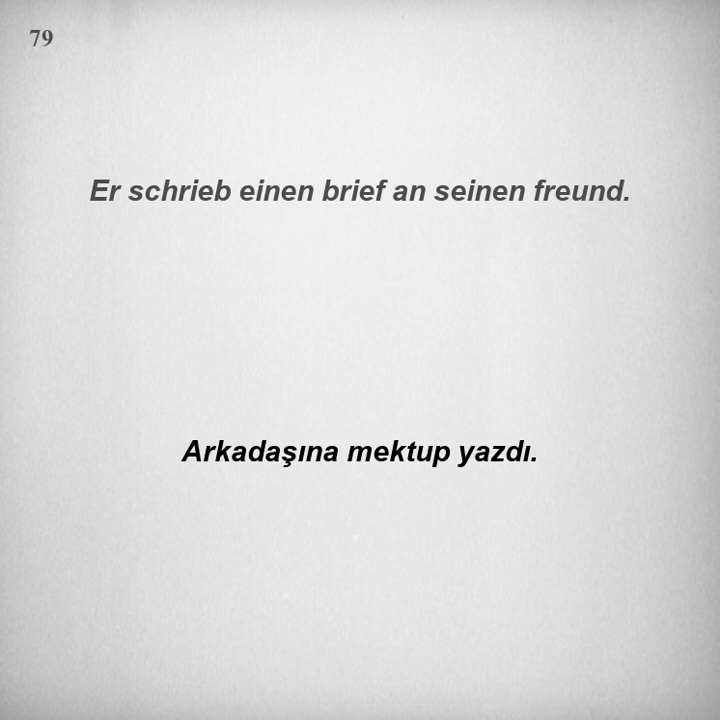 79
Er schrieb einen brief an seinen freund.
Arkadaşına mektup yazdı.